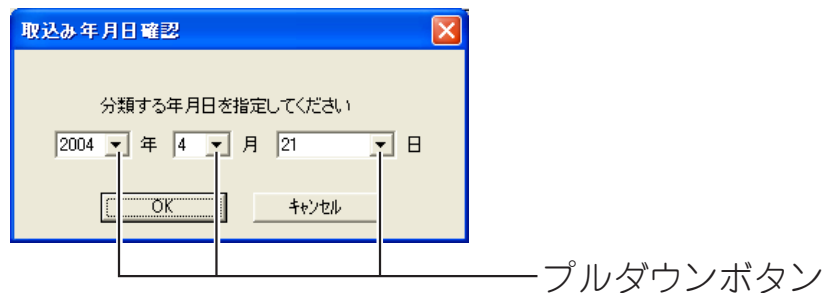 取込み年月日確認
分類する年月日を指定してください
2004 年 4 月 21 日
OK キャンセル
プルダウンボタン